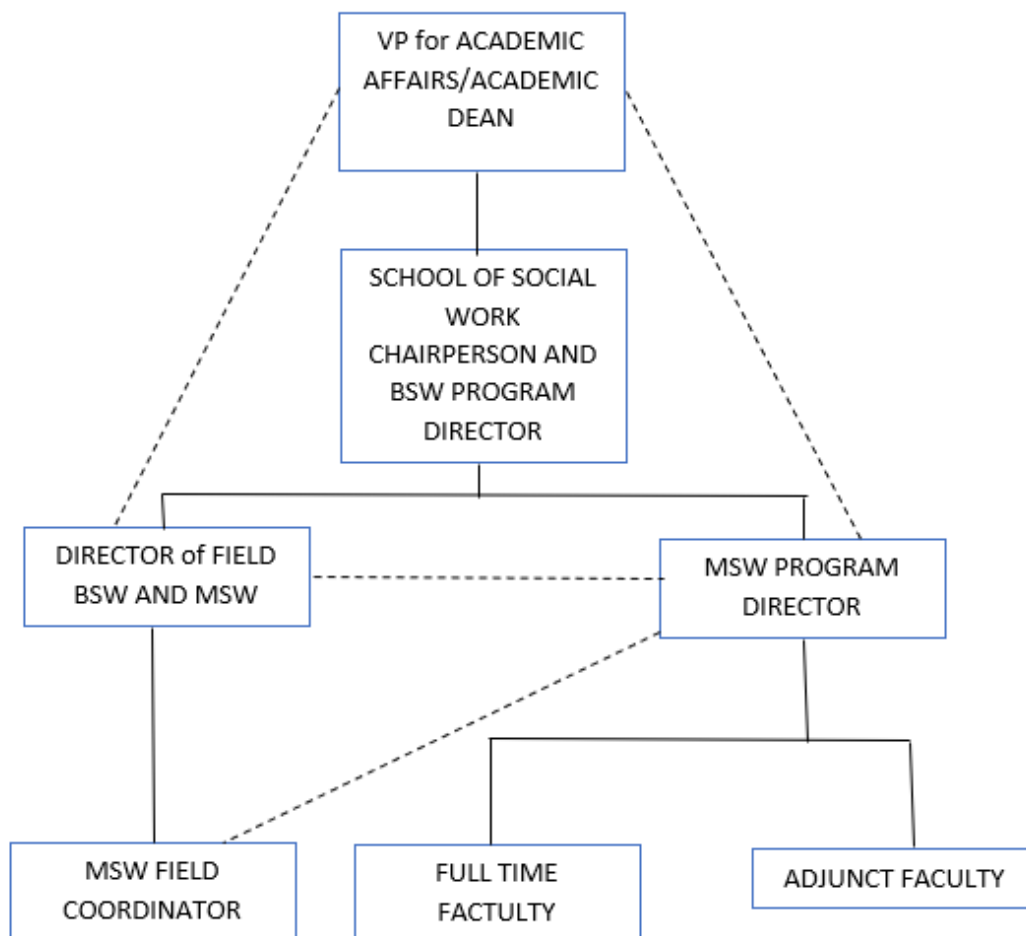 VP for ACADEMIC
AFFAIRS/ACADEMIC
DEAN
SCHOOL OF SOCIAL
WORK
CHAIRPERSON AND
BSW PROGRAM
DIRECTOR
DIRECTOR of FIELD
BSW AND MSW
MSW PROGRAM
DIRECTOR
MSW FIELD
COORDINATOR
FULL TIME
FACTULTY
ADJUNCT FACULTY